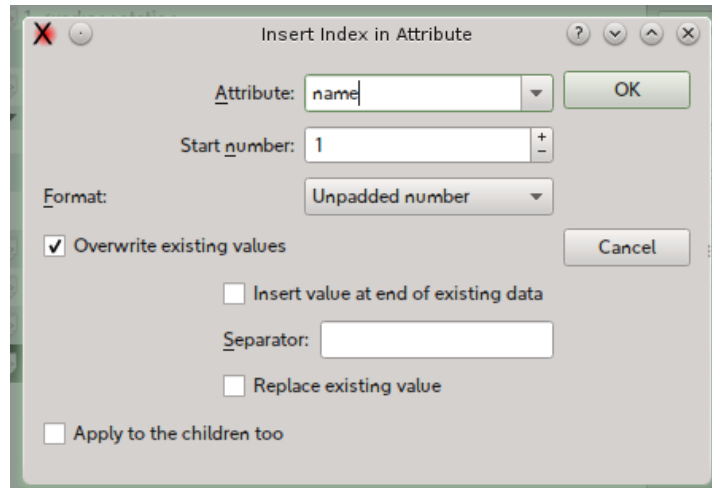 Insert Index in Attribute
Attribute: name OK
Start number: 1
Format: Unpadded number
Overwrite existing values Cancel
Insert value at end of existing data
Separator:
Replace existing value
Apply to the children too